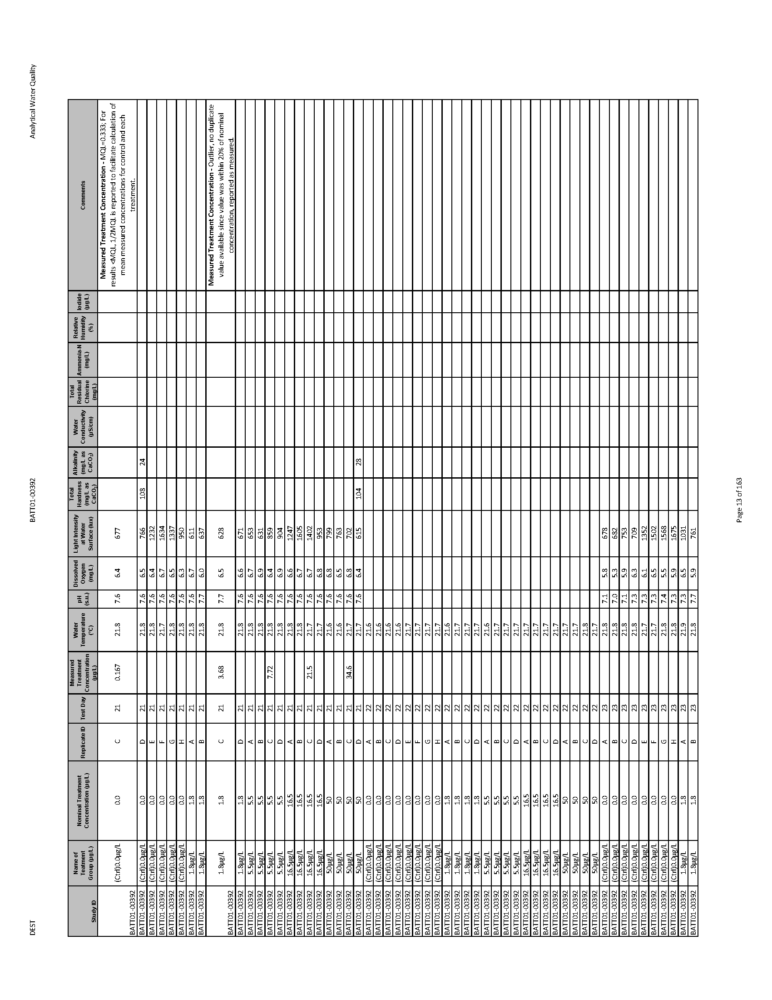 DEST BATT01-00392 Analytical Water Quality
Study ID Name of Teatment Group (µg/L) Nominal Treatment Concentration (µg/L) Replicate ID Test Day Measured Treatment Concentration (µg/L) Water Temperature (°C) pH (s.u.) Dissolved Oxygen (mg/L) Light Intensity at Water Surface (lux) Total Hardness (mg/L as CaCO₃) Alkalinity (mg/L as CaCO₃) Water Conductivity (µS/cm) Total Residual Chlorine (mg/L) Ammonia-N (mg/L) Relative Humidity (%) Iodide (µg/L) Comments
BATT01-00392 (Ctrl)0.0µg/L 0.0 C 21 0.167 21.8 7.6 6.4 677 Measured Treatment Concentration - MQL=0.333; For
results <MQL, 1/2MQL is reported to facilitate calculation of
mean measured concentrations for control and each
treatment.
BATT01-00392 (Ctrl)0.0µg/L 0.0 D 21 21.8 7.6 6.5 766 108 24
BATT01-00392 (Ctrl)0.0µg/L 0.0 E 21 21.8 7.6 6.4 1232
BATT01-00392 (Ctrl)0.0µg/L 0.0 F 21 21.7 7.6 6.7 1634
BATT01-00392 (Ctrl)0.0µg/L 0.0 G 21 21.8 7.6 6.5 1337
BATT01-00392 (Ctrl)0.0µg/L 0.0 H 21 21.8 7.6 6.3 950
BATT01-00392 1.8µg/L 1.8 A 21 21.8 7.6 6.7 611
BATT01-00392 1.8µg/L 1.8 B 21 21.8 7.7 6.0 637
BATT01-00392 1.8µg/L 1.8 C 21 3.68 21.8 7.7 6.5 628 Measured Treatment Concentration - Outlier, no duplicate
value available since value was within 20% of nominal
concentration, reported as measured.
BATT01-00392 1.8µg/L 1.8 D 21 21.8 7.6 6.6 671
BATT01-00392 5.5µg/L 5.5 A 21 21.8 7.6 6.7 653
BATT01-00392 5.5µg/L 5.5 B 21 21.8 7.6 6.9 631
BATT01-00392 5.5µg/L 5.5 C 21 7.72 21.8 7.6 6.4 859
BATT01-00392 5.5µg/L 5.5 D 21 21.8 7.6 6.9 904
BATT01-00392 16.5µg/L 16.5 A 21 21.8 7.6 6.6 1247
BATT01-00392 16.5µg/L 16.5 B 21 21.8 7.6 6.7 1605
BATT01-00392 16.5µg/L 16.5 C 21 21.5 21.7 7.6 6.7 1402
BATT01-00392 16.5µg/L 16.5 D 21 21.7 7.6 6.8 953
BATT01-00392 50µg/L 50 A 21 21.6 7.6 6.8 799
BATT01-00392 50µg/L 50 B 21 21.6 7.6 6.5 763
BATT01-00392 50µg/L 50 C 21 34.6 21.7 7.6 6.8 702
BATT01-00392 50µg/L 50 D 21 21.7 7.6 6.4 615 104 28
BATT01-00392 (Ctrl)0.0µg/L 0.0 A 22 21.6
BATT01-00392 (Ctrl)0.0µg/L 0.0 B 22 21.6
BATT01-00392 (Ctrl)0.0µg/L 0.0 C 22 21.6
BATT01-00392 (Ctrl)0.0µg/L 0.0 D 22 21.6
BATT01-00392 (Ctrl)0.0µg/L 0.0 E 22 21.7
BATT01-00392 (Ctrl)0.0µg/L 0.0 F 22 21.7
BATT01-00392 (Ctrl)0.0µg/L 0.0 G 22 21.7
BATT01-00392 (Ctrl)0.0µg/L 0.0 H 22 21.7
BATT01-00392 1.8µg/L 1.8 A 22 21.6
BATT01-00392 1.8µg/L 1.8 B 22 21.7
BATT01-00392 1.8µg/L 1.8 C 22 21.7
BATT01-00392 1.8µg/L 1.8 D 22 21.7
BATT01-00392 5.5µg/L 5.5 A 22 21.6
BATT01-00392 5.5µg/L 5.5 B 22 21.7
BATT01-00392 5.5µg/L 5.5 C 22 21.7
BATT01-00392 5.5µg/L 5.5 D 22 21.7
BATT01-00392 16.5µg/L 16.5 A 22 21.7
BATT01-00392 16.5µg/L 16.5 B 22 21.7
BATT01-00392 16.5µg/L 16.5 C 22 21.7
BATT01-00392 16.5µg/L 16.5 D 22 21.7
BATT01-00392 50µg/L 50 A 22 21.7
BATT01-00392 50µg/L 50 B 22 21.7
BATT01-00392 50µg/L 50 C 22 21.8
BATT01-00392 50µg/L 50 D 22 21.7
BATT01-00392 (Ctrl)0.0µg/L 0.0 A 23 21.8 7.1 5.8 678
BATT01-00392 (Ctrl)0.0µg/L 0.0 B 23 21.8 7.0 5.3 682
BATT01-00392 (Ctrl)0.0µg/L 0.0 C 23 21.8 7.1 5.9 753
BATT01-00392 (Ctrl)0.0µg/L 0.0 D 23 21.8 7.3 6.3 709
BATT01-00392 (Ctrl)0.0µg/L 0.0 E 23 21.7 7.3 6.1 1352
BATT01-00392 (Ctrl)0.0µg/L 0.0 F 23 21.7 7.3 6.5 1502
BATT01-00392 (Ctrl)0.0µg/L 0.0 G 23 21.8 7.4 5.5 1568
BATT01-00392 (Ctrl)0.0µg/L 0.0 H 23 21.8 7.3 5.9 1675
BATT01-00392 1.8µg/L 1.8 A 23 21.9 7.3 6.5 1031
BATT01-00392 1.8µg/L 1.8 B 23 21.8 7.7 5.9 761
Page 13 of 163